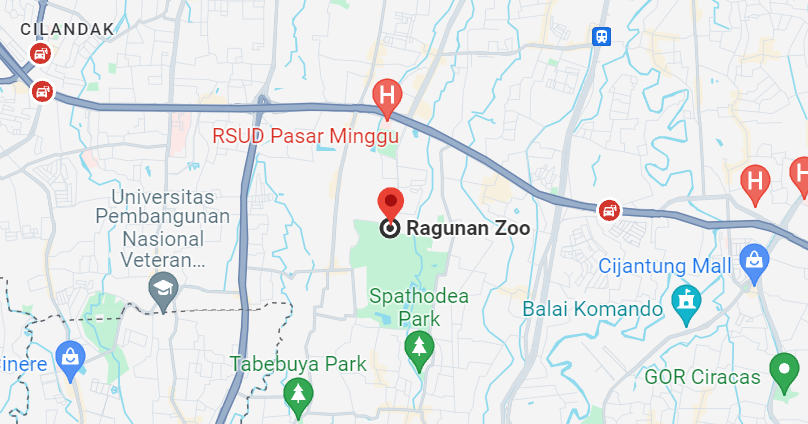 CILANDAK
H
RSUD Pasar Minggu
H
H
Universitas
Pembangunan
Nasional
Veteran...
Ragunan Zoo
Cijantung Mall
Spathodea
Park
Balai Komando
Tabebuya Park
Cinere
GOR Ciracas